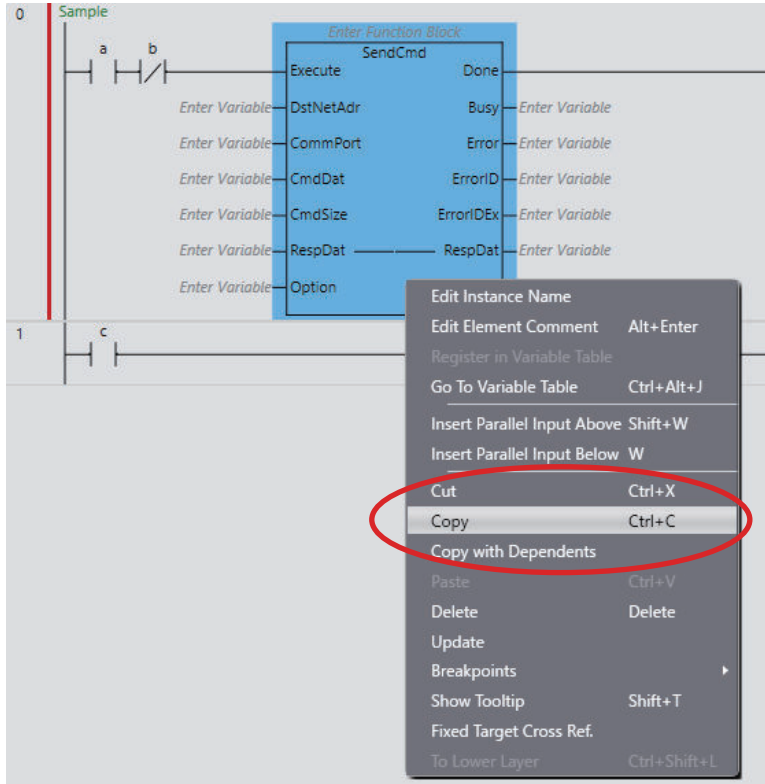 0 Sample
Enter Function Block
a b SendCmd
Execute Done
Enter Variable DstNetAdr Busy Enter Variable
Enter Variable CommPort Error Enter Variable
Enter Variable CmdDat ErrorID Enter Variable
Enter Variable CmdSize ErrorIDEx Enter Variable
Enter Variable RespDat RespDat Enter Variable
Enter Variable Option
1 c
Edit Instance Name
Edit Element Comment Alt+Enter
Register in Variable Table
Go To Variable Table Ctrl+Alt+J
Insert Parallel Input Above Shift+W
Insert Parallel Input Below W
Cut Ctrl+X
Copy Ctrl+C
Copy with Dependents
Paste Ctrl+V
Delete Delete
Update
Breakpoints
Show Tooltip Shift+T
Fixed Target Cross Ref.
To Lower Layer Ctrl+Shift+L